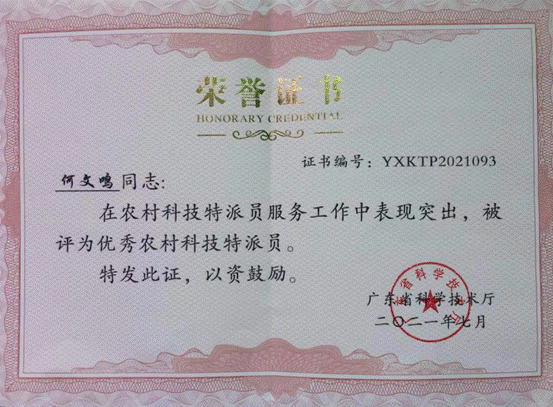 荣誉证书
HONORARY CREDENTIAL
证书编号：YXKTP2021093
何文鸣同志：
在农村科技特派员服务工作中表现突出，被
评为优秀农村科技特派员。
特发此证，以资鼓励。
广东省科学技术厅
二〇二一年七月